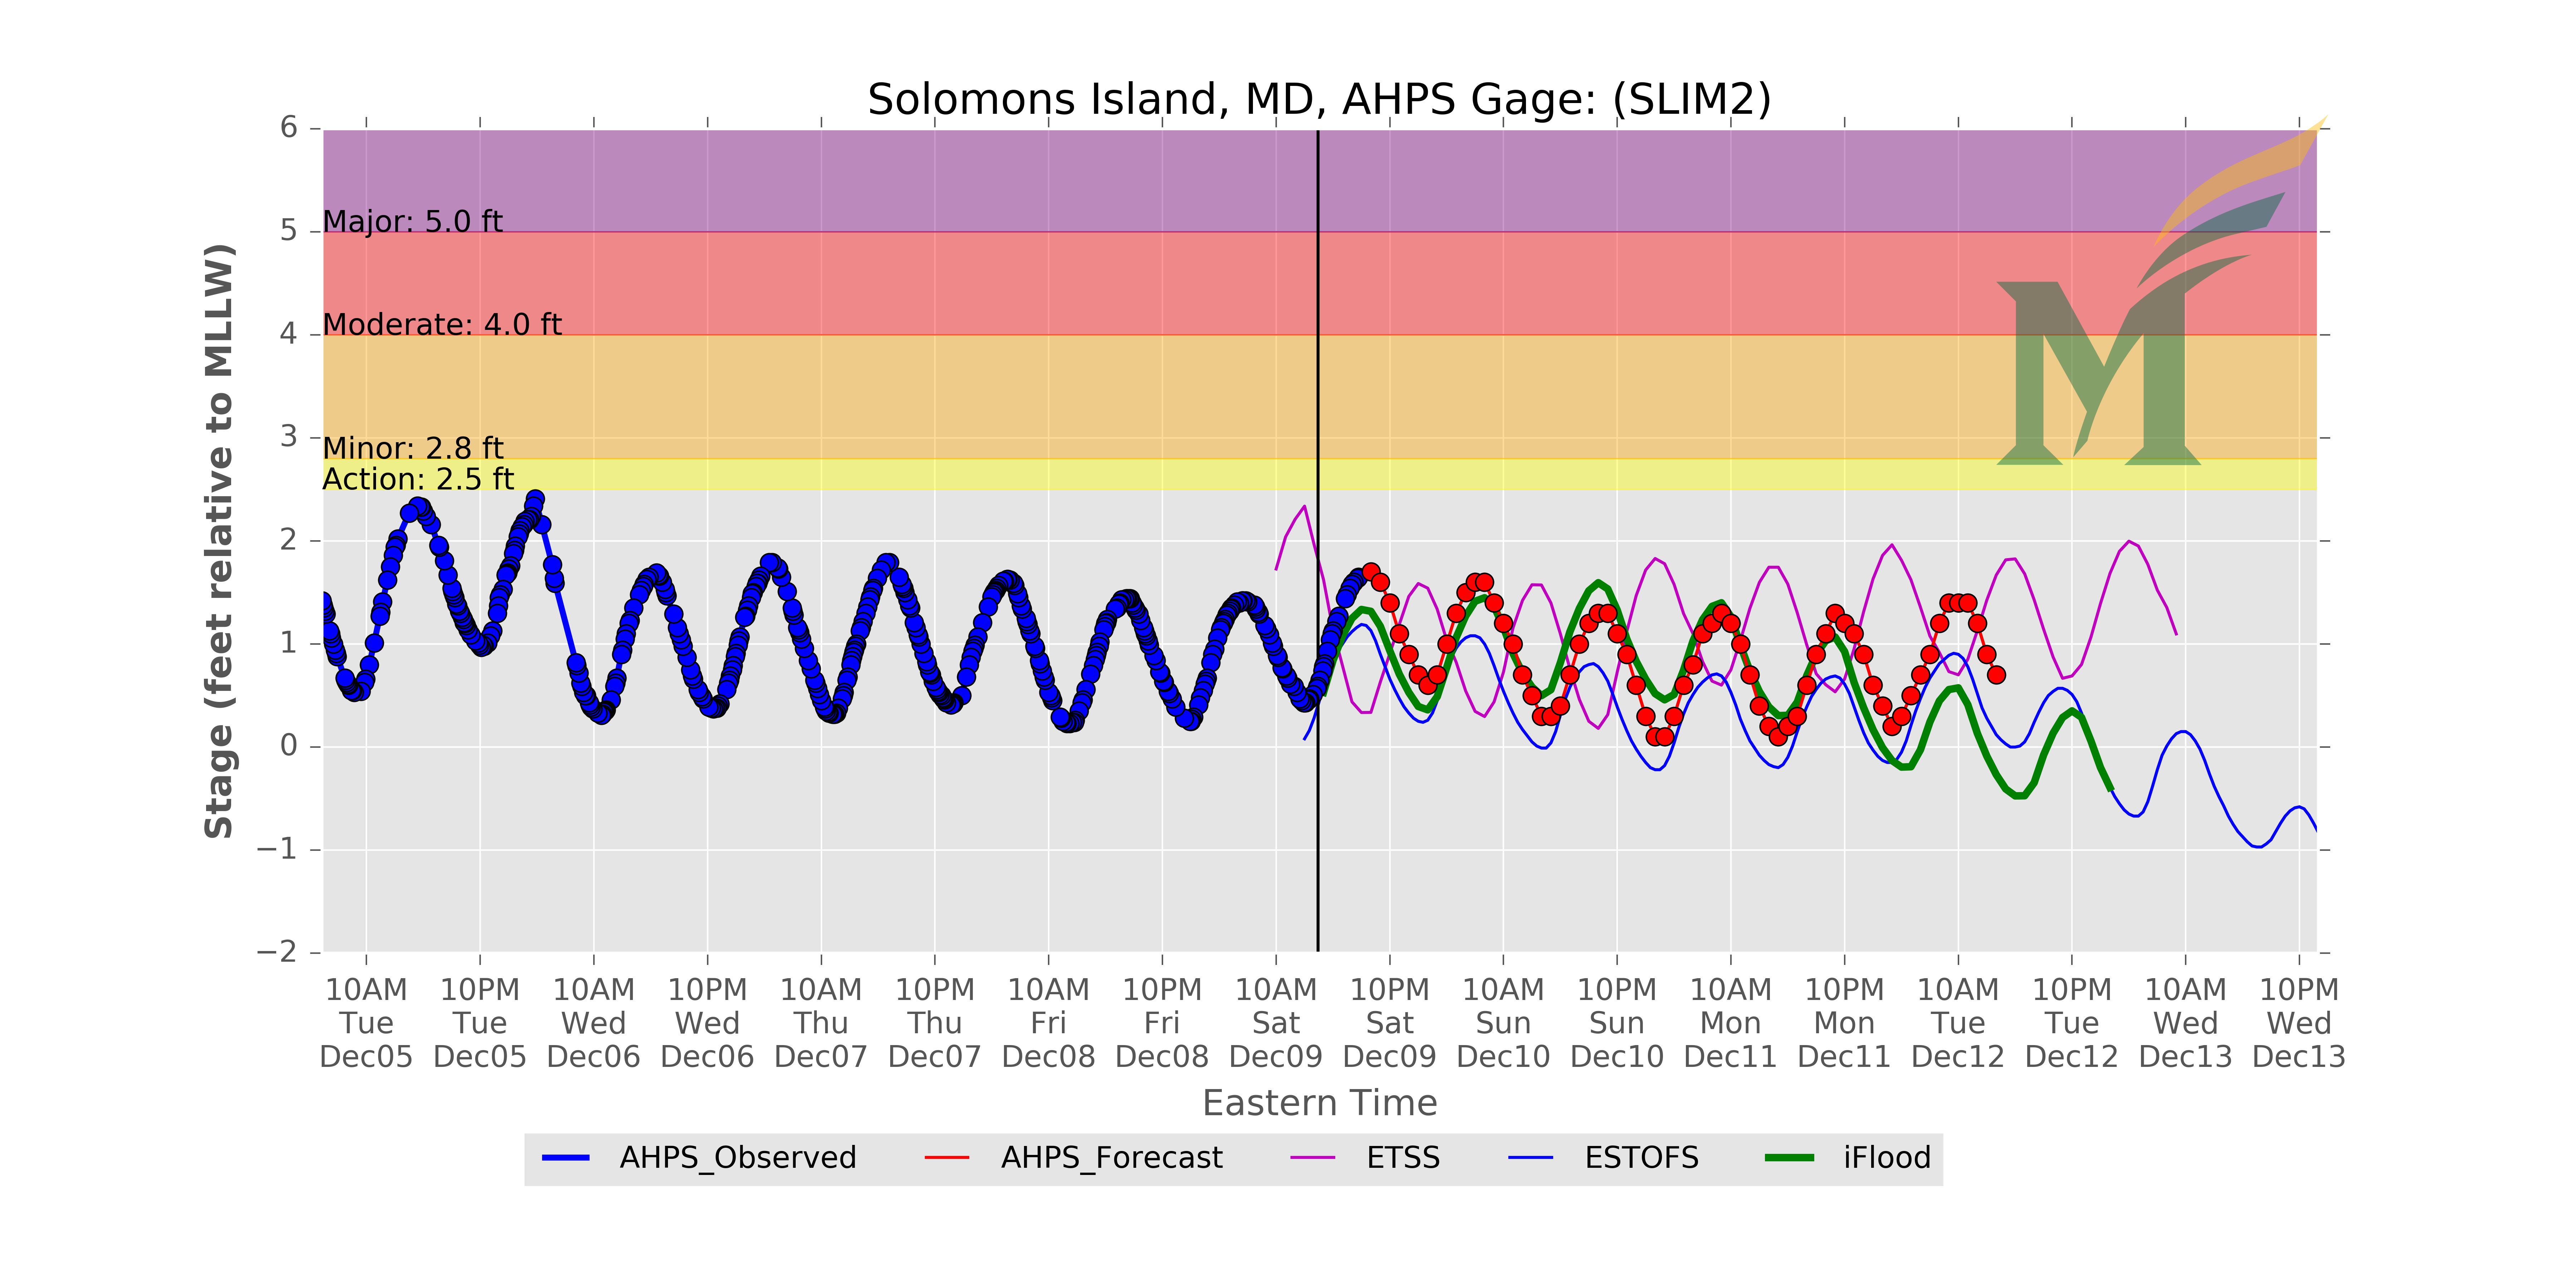 Solomons Island, MD, AHPS Gage: (SLIM2)
6
5
4
3
2
1
0
−1
−2
Stage (feet relative to MLLW)
Major: 5.0 ft
Moderate: 4.0 ft
Minor: 2.8 ft
Action: 2.5 ft
M
10AM 10PM 10AM 10PM 10AM 10PM 10AM 10PM 10AM 10PM 10AM 10PM 10AM 10PM 10AM 10PM 10AM 10PM
Tue Tue Wed Wed Thu Thu Fri Fri Sat Sat Sun Sun Mon Mon Tue Tue Wed Wed
Dec05 Dec05 Dec06 Dec06 Dec07 Dec07 Dec08 Dec08 Dec09 Dec09 Dec10 Dec10 Dec11 Dec11 Dec12 Dec12 Dec13 Dec13
Eastern Time
AHPS_Observed AHPS_Forecast ETSS ESTOFS iFlood